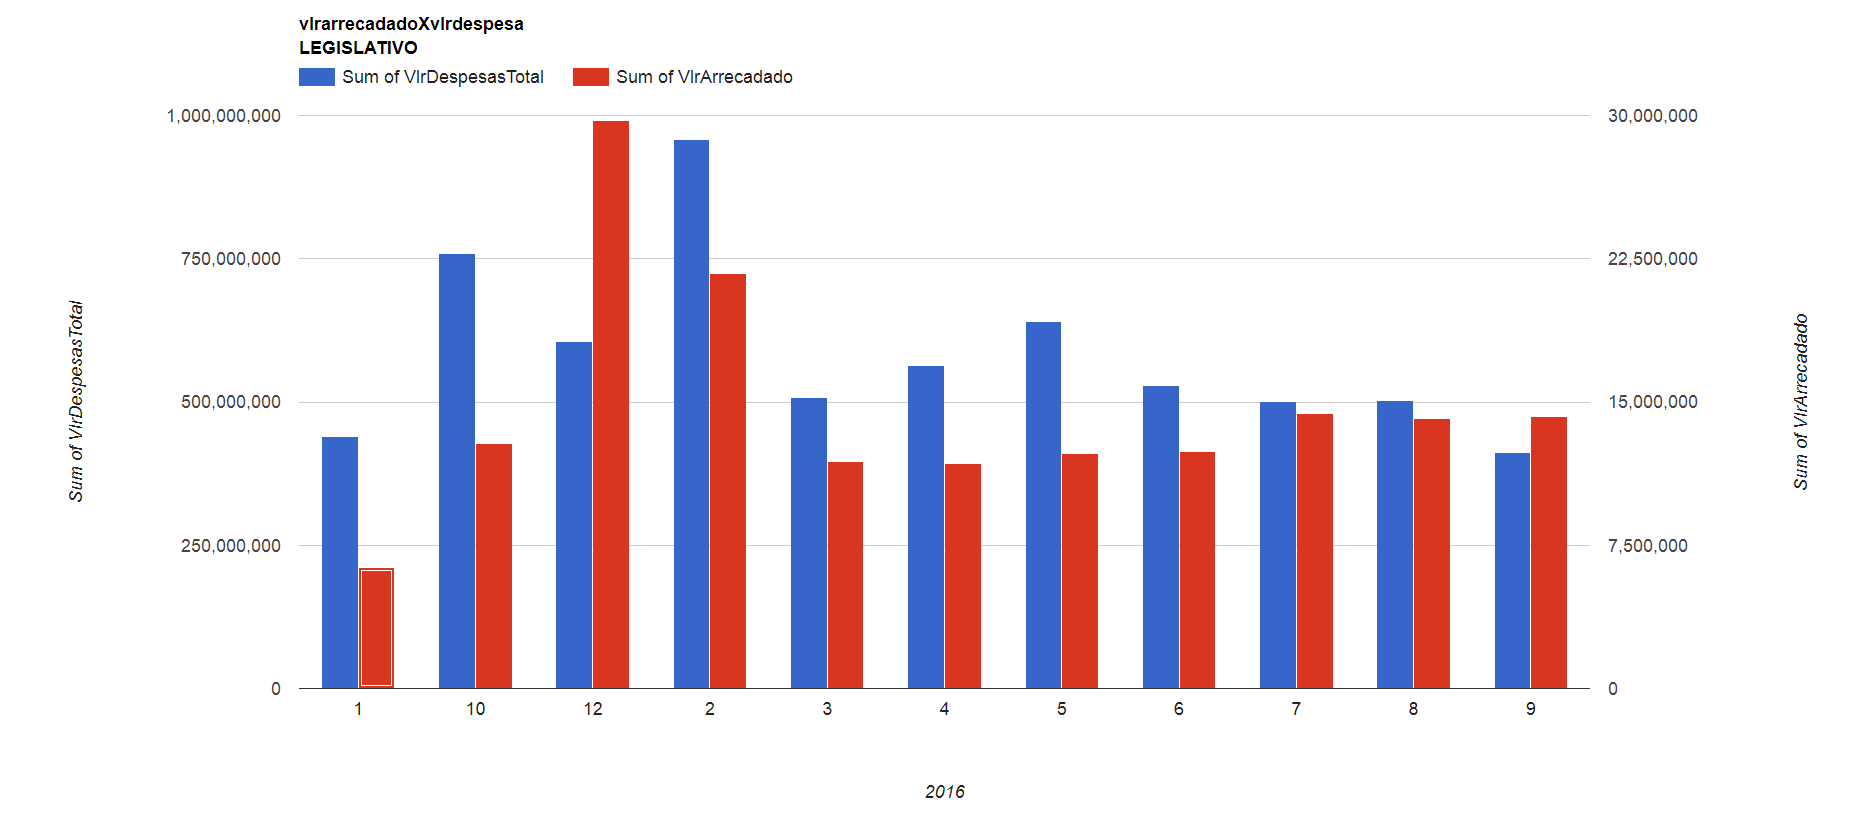 vlrarrecadadoXvlrdespesa
LEGISLATIVO
Sum of VlrDespesasTotal Sum of VlrArrecadado
1,000,000,000 30,000,000
750,000,000 22,500,000
500,000,000 15,000,000
250,000,000 7,500,000
0 0
Sum of VlrDespesasTotal
Sum of VlrArrecadado
1 10 12 2 3 4 5 6 7 8 9
2016